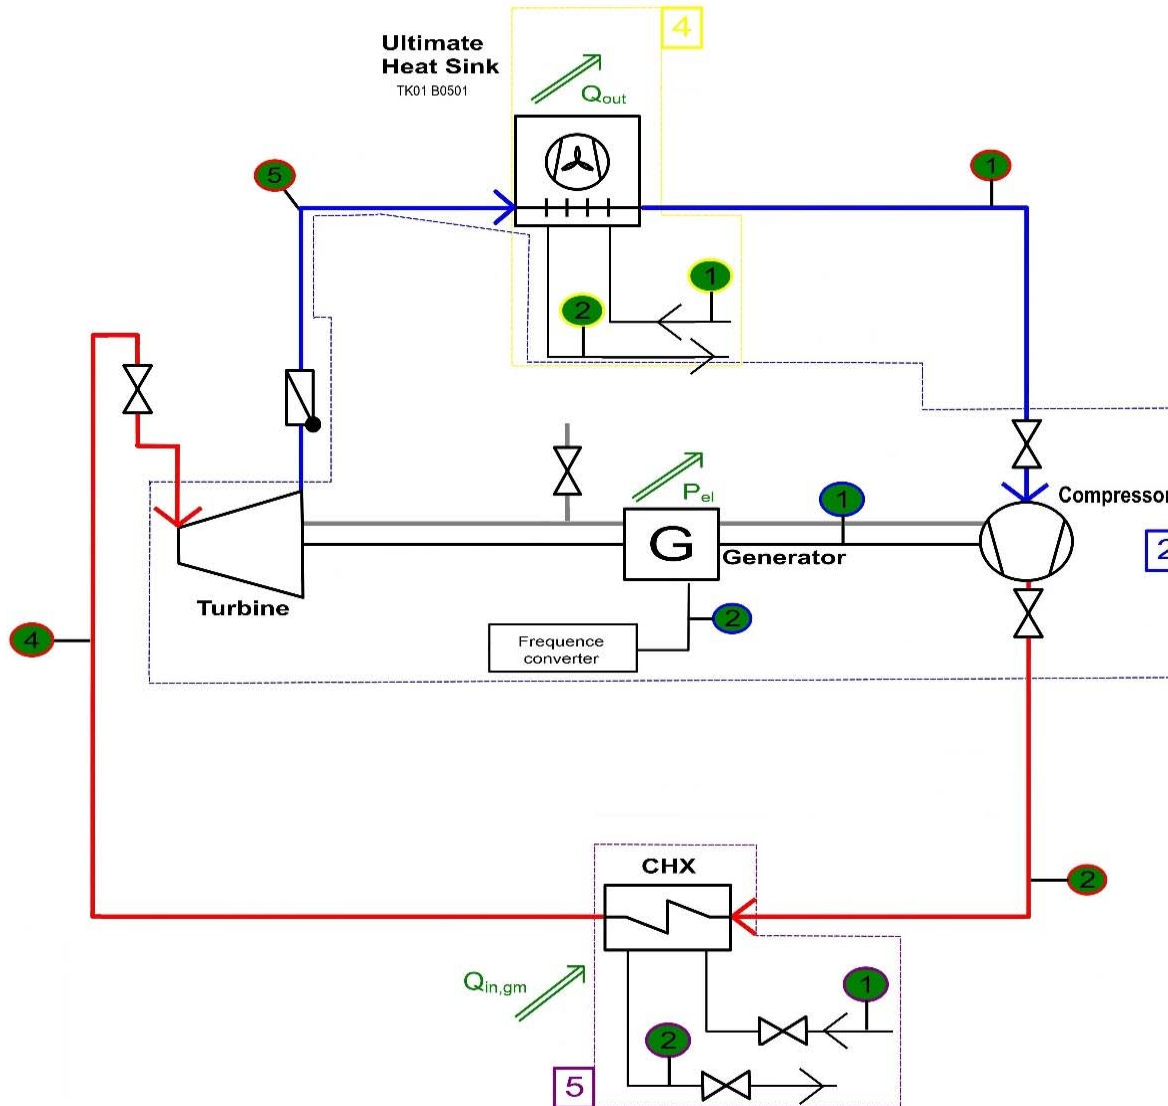 4
Ultimate
Heat Sink
TK01 B0501
Qout
5
1
1
2
Pel
1
Compressor
G
Generator
2
Turbine
2
4
Frequence
converter
CHX
2
Qin,gm
1
2
5